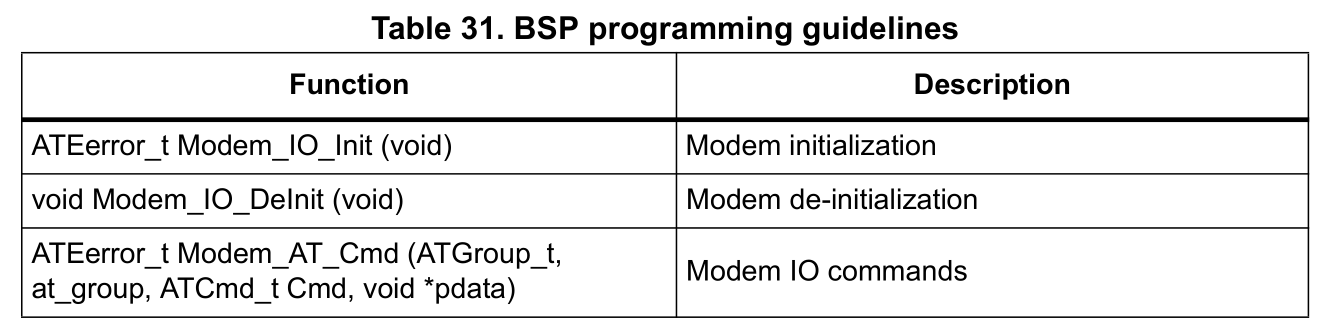 Table 31. BSP programming guidelines
Function
Description
ATEerror_t Modem_IO_Init (void)
Modem initialization
void Modem_IO_DeInit (void)
Modem de-initialization
ATEerror_t Modem_AT_Cmd (ATGroup_t,
at_group, ATCmd_t Cmd, void *pdata)
Modem IO commands